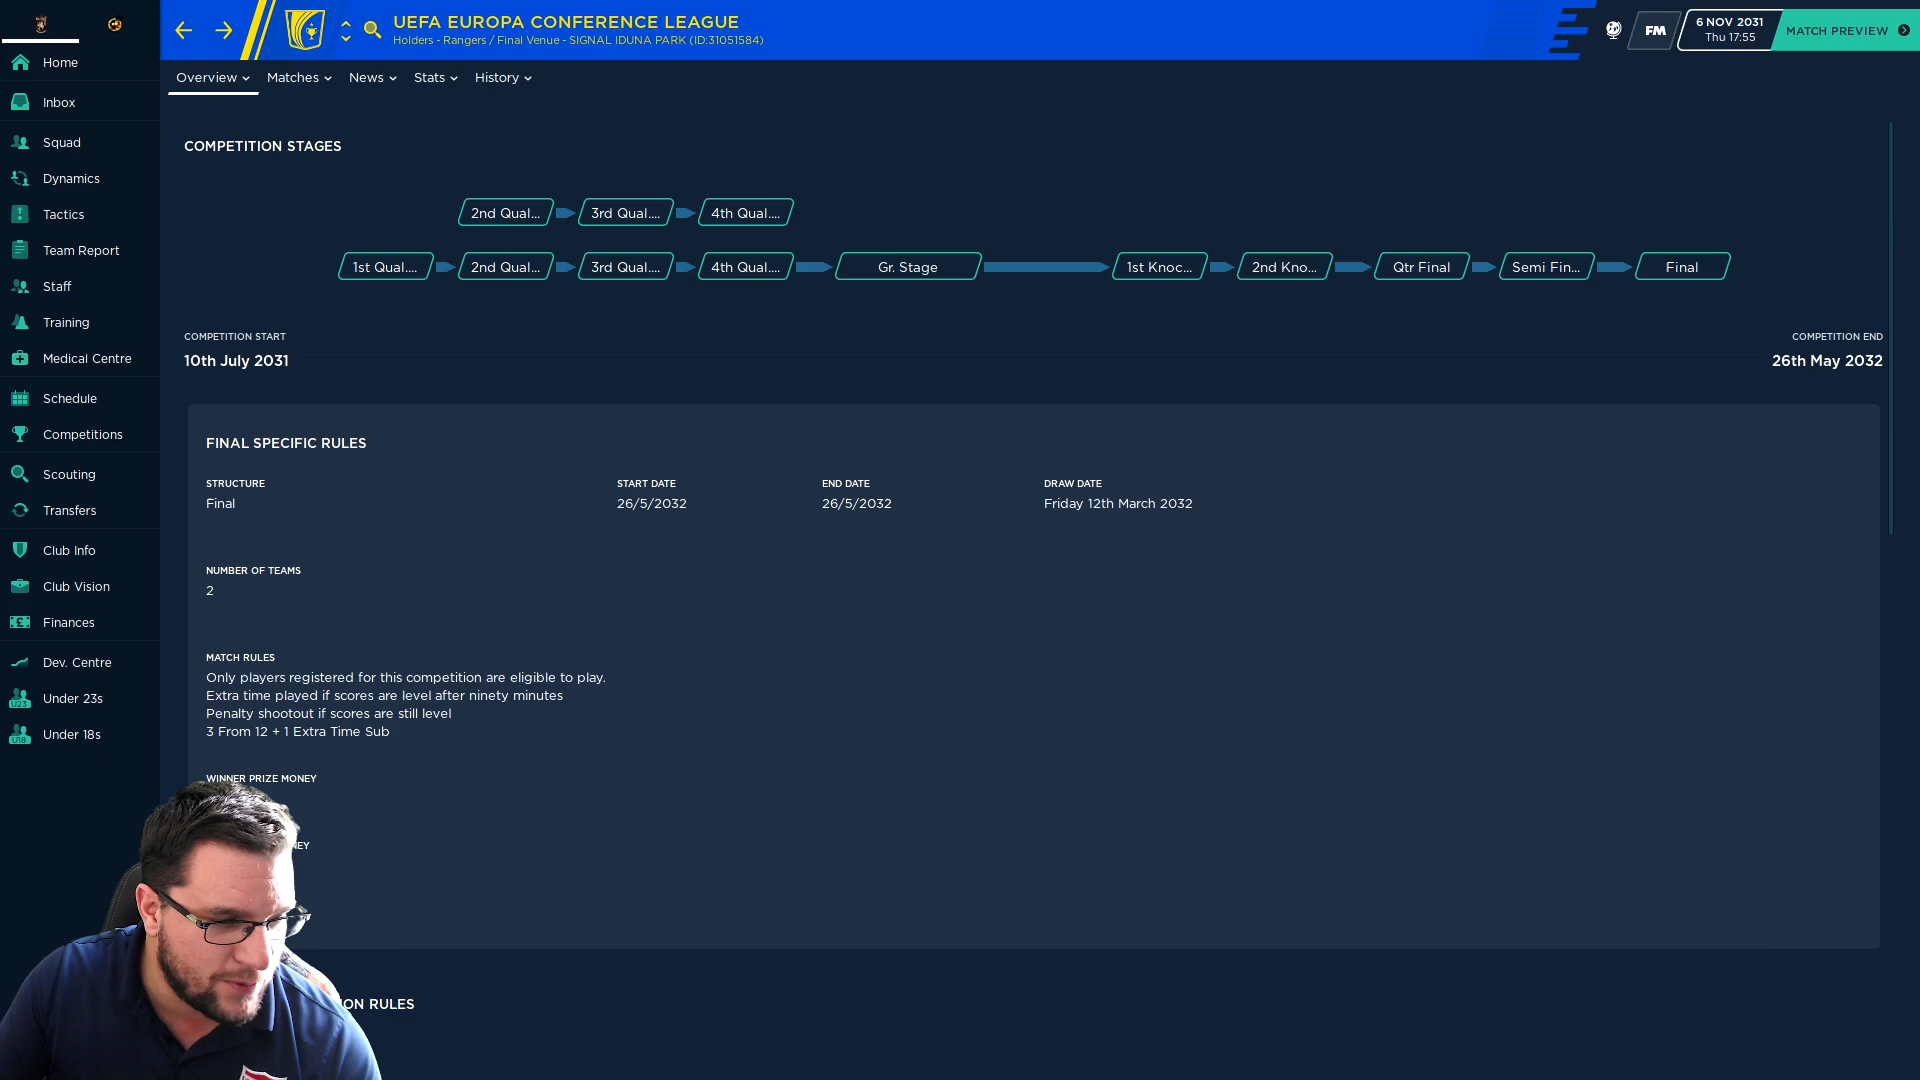 UEFA EUROPA CONFERENCE LEAGUE
Holders - Rangers / Final Venue - SIGNAL IDUNA PARK (ID:31051584)
FM
6 NOV 2031
Thu 17:55
MATCH PREVIEW
Home
Inbox
Squad
Dynamics
Tactics
Team Report
Staff
Training
Medical Centre
Schedule
Competitions
Scouting
Transfers
Club Info
Club Vision
Finances
Dev. Centre
U23
Under 23s
U18
Under 18s
Overview
Matches
News
Stats
History
COMPETITION STAGES
2nd Qual...
3rd Qual....
4th Qual....
1st Qual....
2nd Qual...
3rd Qual....
4th Qual....
Gr. Stage
1st Knoc...
2nd Kno...
Qtr Final
Semi Fin...
Final
COMPETITION START
10th July 2031
COMPETITION END
26th May 2032
FINAL SPECIFIC RULES
STRUCTURE
Final
START DATE
26/5/2032
END DATE
26/5/2032
DRAW DATE
Friday 12th March 2032
NUMBER OF TEAMS
2
MATCH RULES
Only players registered for this competition are eligible to play.
Extra time played if scores are level after ninety minutes
Penalty shootout if scores are still level
3 From 12 + 1 Extra Time Sub
WINNER PRIZE MONEY
RULES